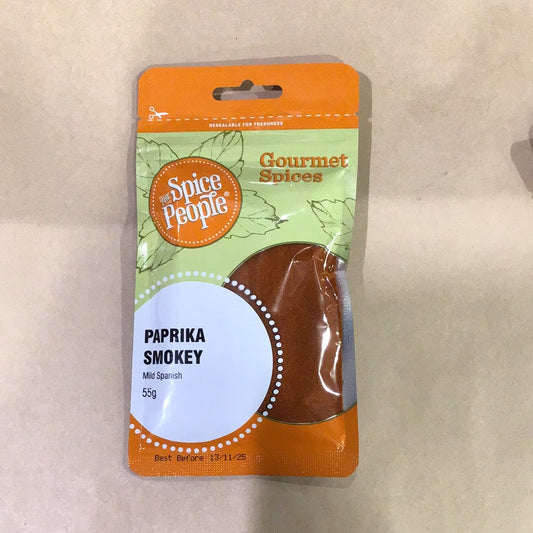 RESEALABLE FOR FRESHNESS
THE Spice
People®
Gourmet
Spices
PAPRIKA
SMOKEY
Mild Spanish
55g
Best Before 13/11/25